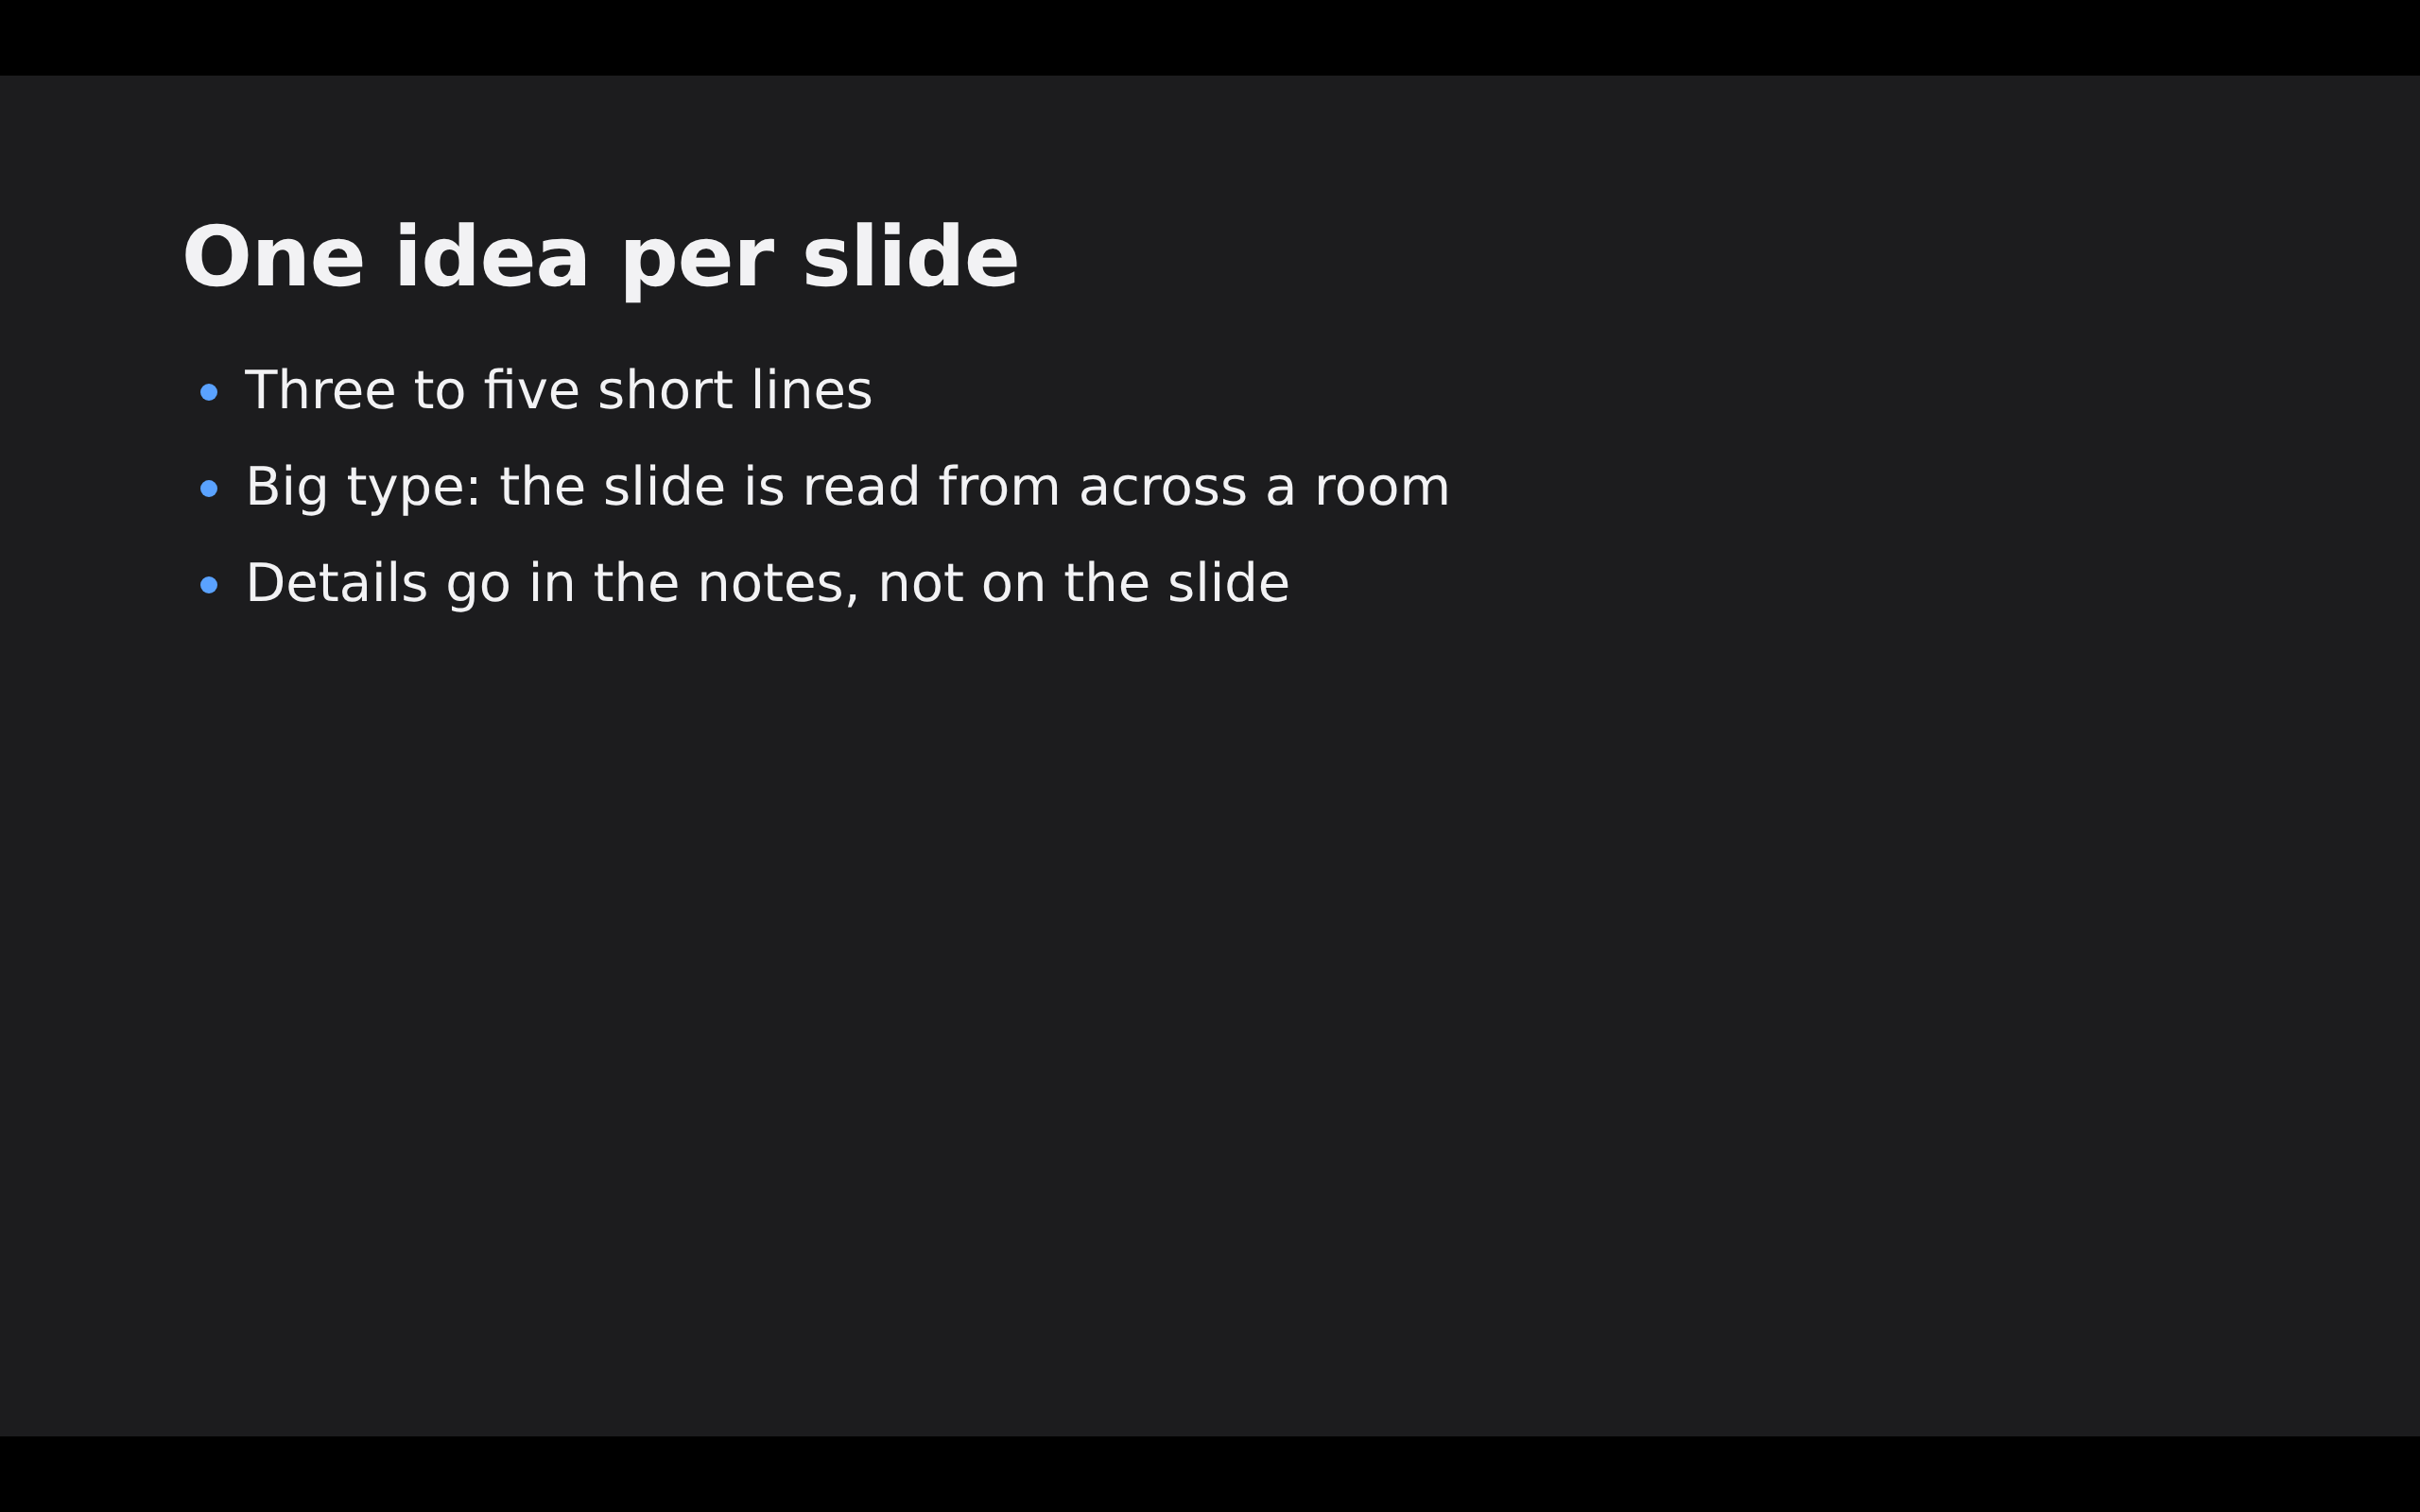 One idea per slide
Three to five short lines
Big type: the slide is read from across a room
Details go in the notes, not on the slide